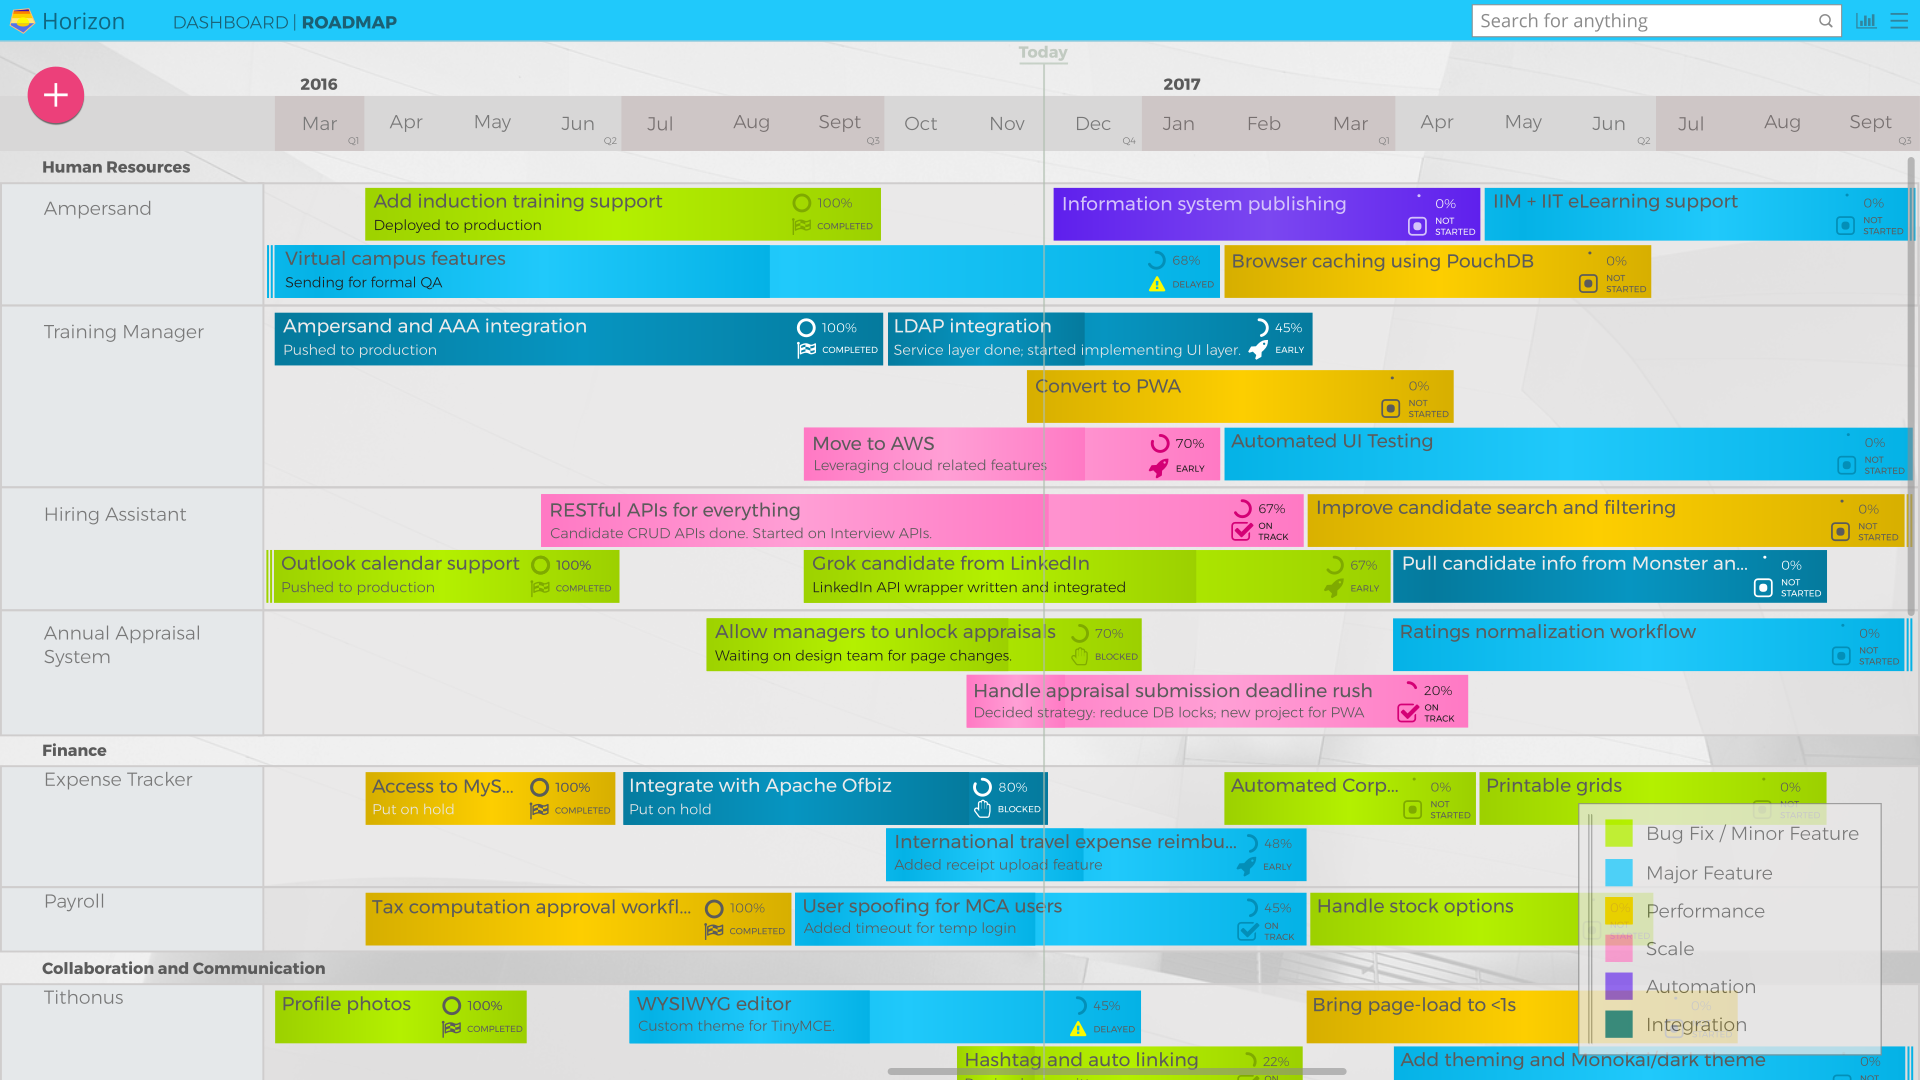 Horizon
DASHBOARD | ROADMAP
Search for anything
Today
2016
2017
Mar Q1 Apr May Jun Q2 Jul Aug Sept Q3 Oct Nov Dec Q4 Jan Feb Mar Q1 Apr May Jun Q2 Jul Aug Sept Q3
Human Resources
Ampersand
Add induction training support
100%
Deployed to production
COMPLETED
Information system publishing
0%
NOT
STARTED
IIM + IIT eLearning support
0%
NOT
STARTED
Virtual campus features
68%
Sending for formal QA
DELAYED
Browser caching using PouchDB
0%
NOT
STARTED
Training Manager
Ampersand and AAA integration
100%
Pushed to production
COMPLETED
LDAP integration
45%
Service layer done; started implementing UI layer.
EARLY
Convert to PWA
0%
NOT
STARTED
Move to AWS
70%
Leveraging cloud related features
EARLY
Automated UI Testing
0%
NOT
STARTED
Hiring Assistant
RESTful APIs for everything
67%
Candidate CRUD APIs done. Started on Interview APIs.
ON
TRACK
Improve candidate search and filtering
0%
NOT
STARTED
Outlook calendar support
100%
Pushed to production
COMPLETED
Grok candidate from LinkedIn
67%
LinkedIn API wrapper written and integrated
EARLY
Pull candidate info from Monster an...
0%
NOT
STARTED
Annual Appraisal
System
Allow managers to unlock appraisals
70%
Waiting on design team for page changes.
BLOCKED
Ratings normalization workflow
0%
NOT
STARTED
Handle appraisal submission deadline rush
20%
Decided strategy: reduce DB locks; new project for PWA
ON
TRACK
Finance
Expense Tracker
Access to MyS...
100%
Put on hold
COMPLETED
Integrate with Apache Ofbiz
80%
Put on hold
BLOCKED
Automated Corp...
0%
NOT
STARTED
Printable grids
0%
NOT
STARTED
International travel expense reimbu...
48%
Added receipt upload feature
EARLY
Payroll
Tax computation approval workfl...
100%
COMPLETED
User spoofing for MCA users
45%
Added timeout for temp login
ON
TRACK
Handle stock options
0%
NOT
STARTED
Collaboration and Communication
Tithonus
Profile photos
100%
COMPLETED
WYSIWYG editor
45%
Custom theme for TinyMCE.
DELAYED
Bring page-load to <1s
0%
Hashtag and auto linking
22%
ON
Add theming and Monokai/dark theme
0%
NOT
Bug Fix / Minor Feature
Major Feature
Performance
Scale
Automation
Integration